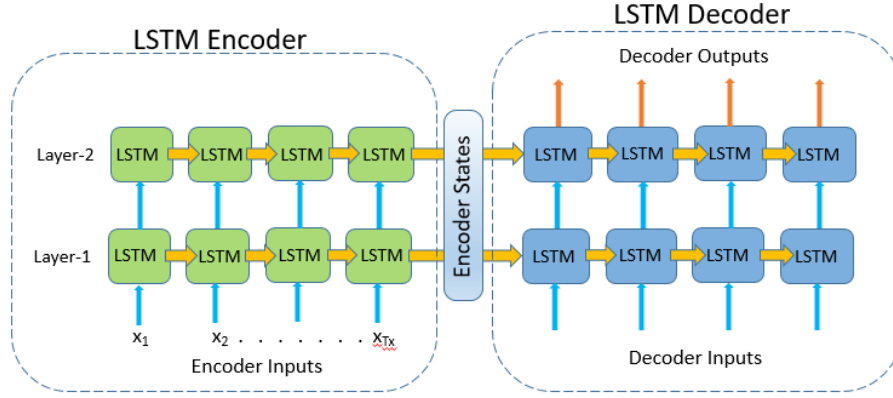 LSTM Encoder
LSTM Decoder
Decoder Outputs
Layer-2
LSTM LSTM LSTM LSTM
LSTM LSTM LSTM LSTM
Encoder States
Layer-1
LSTM LSTM LSTM LSTM
LSTM LSTM LSTM LSTM
x1 x2 . . . . . . . xTx
Encoder Inputs
Decoder Inputs